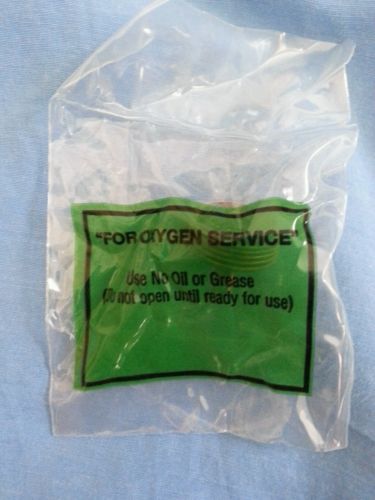 "FOR OXYGEN SERVICE"
Use No Oil or Grease
(Do not open until ready for use)